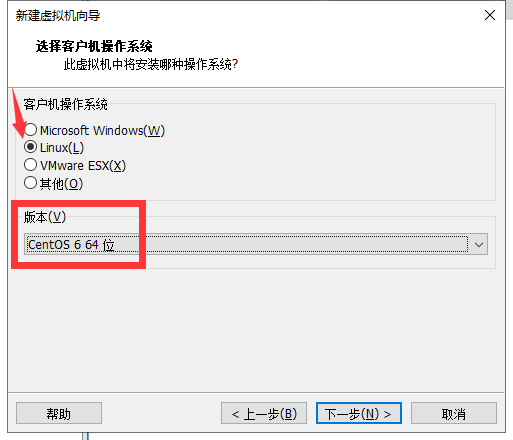 新建虚拟机向导
选择客户机操作系统
此虚拟机中将安装哪种操作系统?
客户机操作系统
Microsoft Windows(W)
Linux(L)
VMware ESX(X)
其他(O)
版本(V)
CentOS 6 64 位
帮助
< 上一步(B)
下一步(N) >
取消